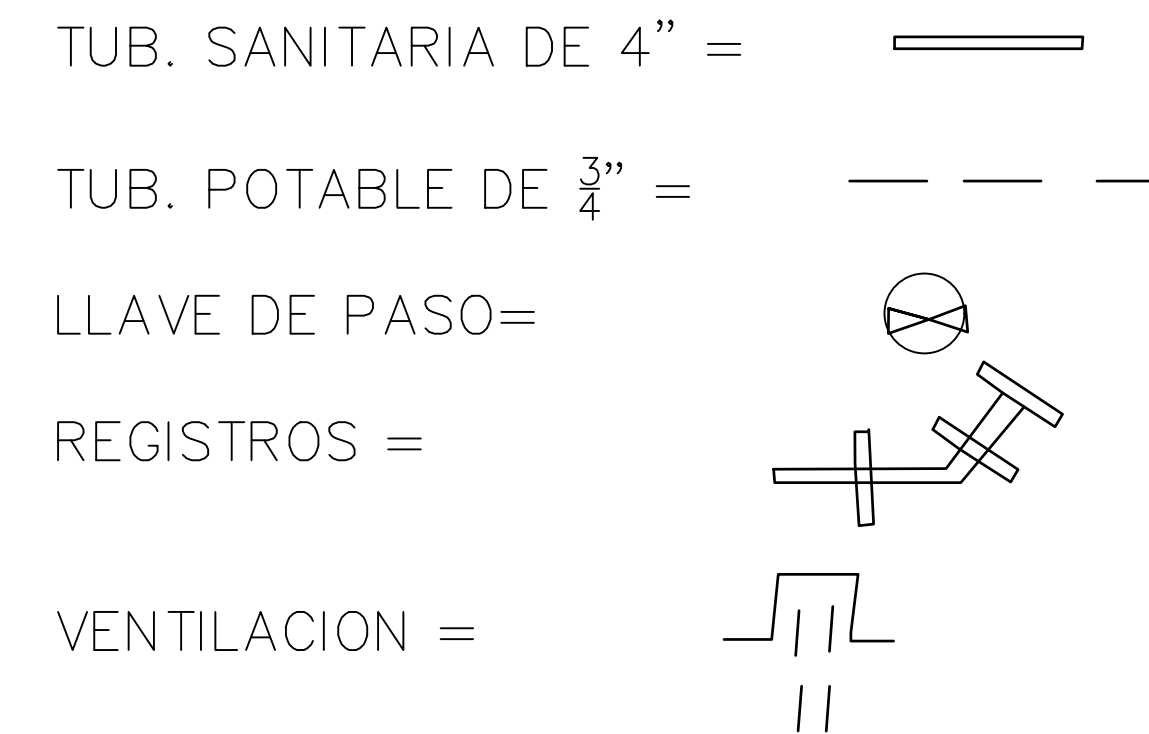 TUB. SANITARIA DE 4” =
TUB. POTABLE DE 3/4” =
LLAVE DE PASO=
REGISTROS =
VENTILACION =